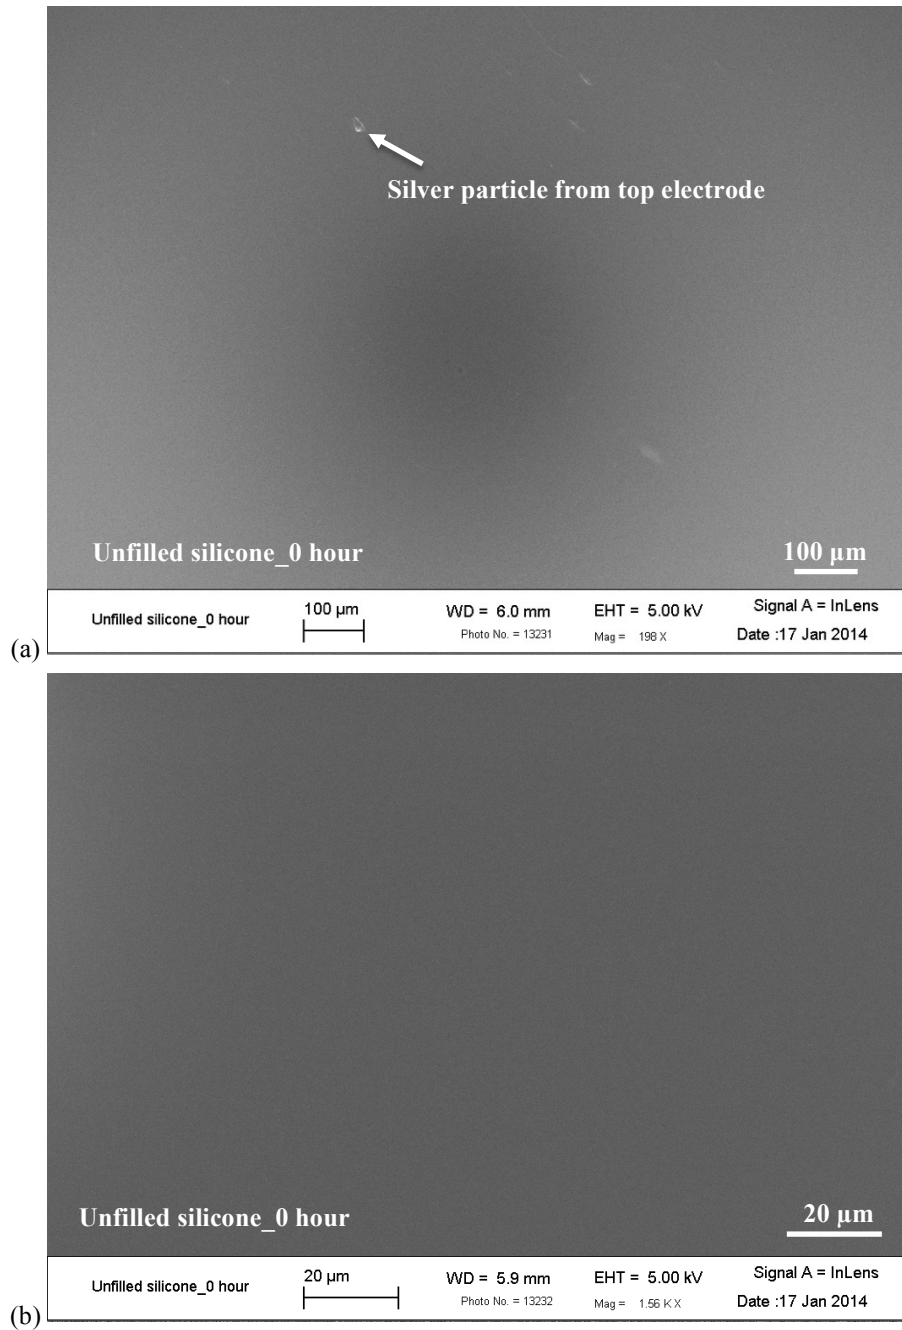 Silver particle from top electrode
Unfilled silicone_0 hour
100 µm
Unfilled silicone_0 hour
100 µm
WD = 6.0 mm
Photo No. = 13231
EHT = 5.00 kV
Mag = 198 X
Signal A = InLens
Date :17 Jan 2014
(a)
Unfilled silicone_0 hour
20 µm
Unfilled silicone_0 hour
20 µm
WD = 5.9 mm
Photo No. = 13232
EHT = 5.00 kV
Mag = 1.56 K X
Signal A = InLens
Date :17 Jan 2014
(b)